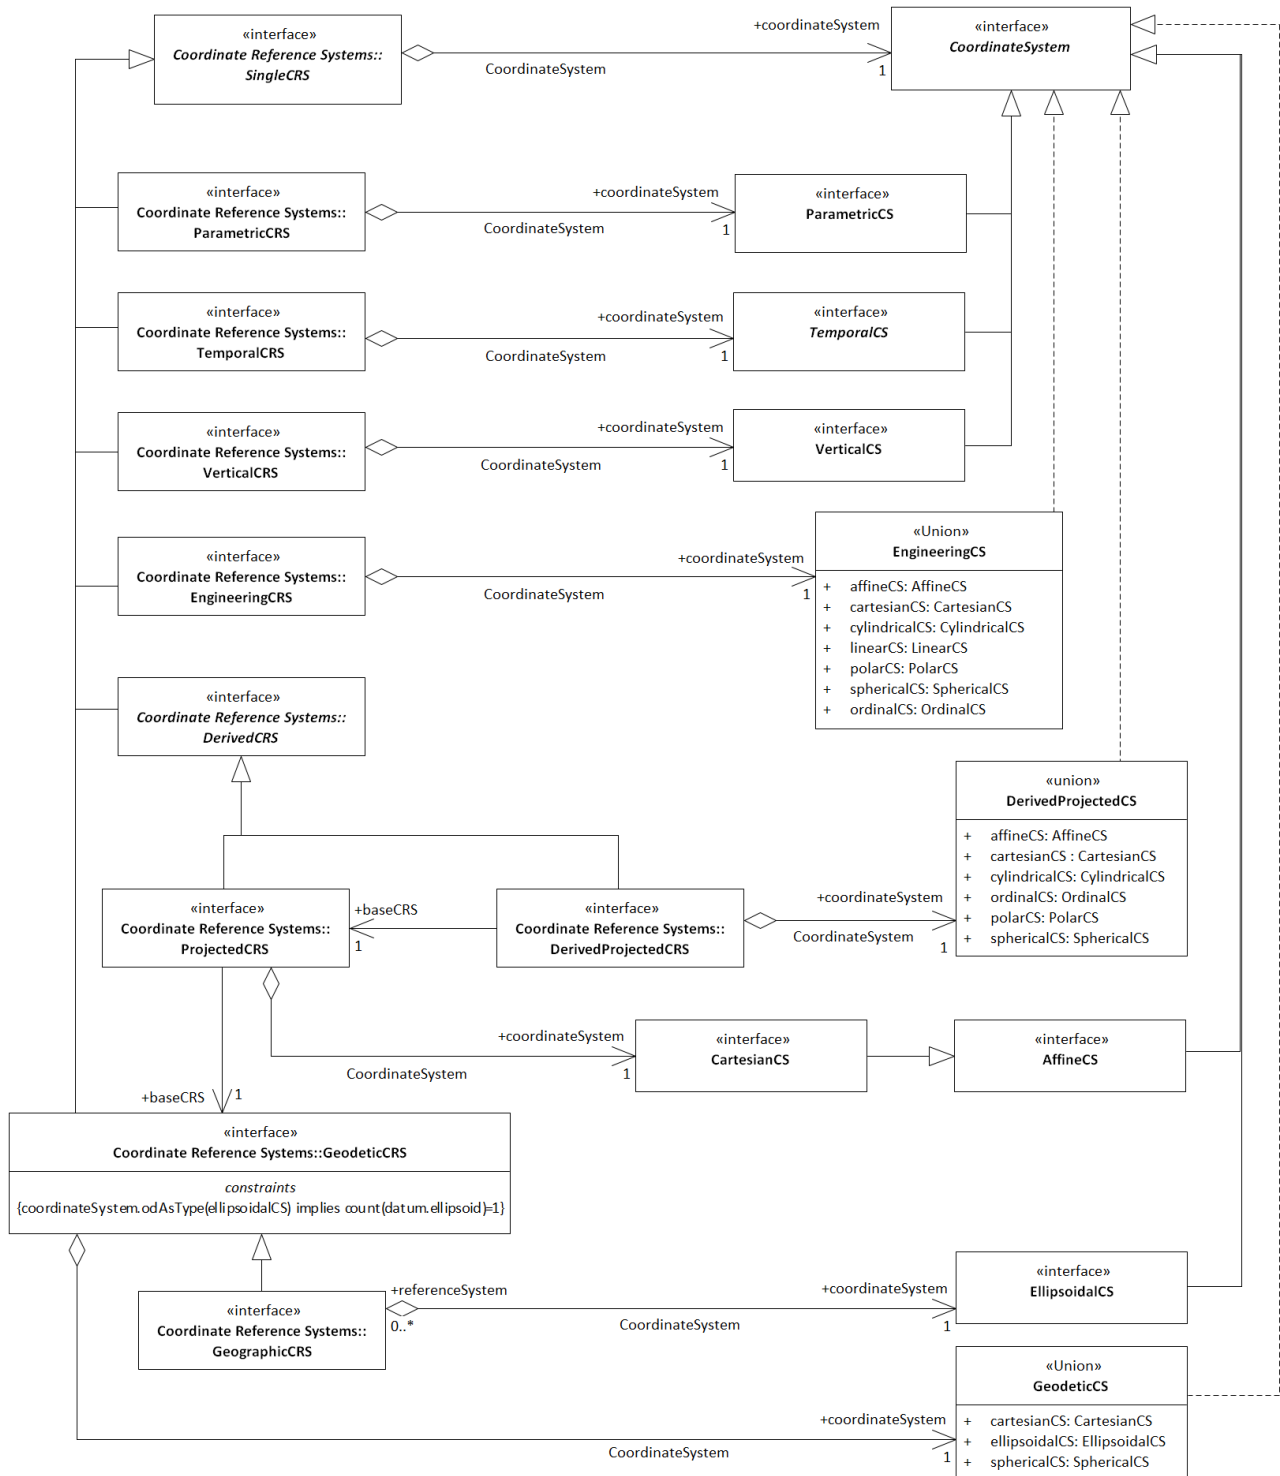 «interface»
Coordinate Reference Systems::
SingleCRS
+coordinateSystem
CoordinateSystem
1
«interface»
CoordinateSystem
«interface»
Coordinate Reference Systems::
ParametricCRS
+coordinateSystem
CoordinateSystem
1
«interface»
ParametricCS
«interface»
Coordinate Reference Systems::
TemporalCRS
+coordinateSystem
CoordinateSystem
1
«interface»
TemporalCS
«interface»
Coordinate Reference Systems::
VerticalCRS
+coordinateSystem
CoordinateSystem
1
«interface»
VerticalCS
«interface»
Coordinate Reference Systems::
EngineeringCRS
+coordinateSystem
CoordinateSystem
1
«Union»
EngineeringCS
+ affineCS: AffineCS
+ cartesianCS: CartesianCS
+ cylindricalCS: CylindricalCS
+ linearCS: LinearCS
+ polarCS: PolarCS
+ sphericalCS: SphericalCS
+ ordinalCS: OrdinalCS
«interface»
Coordinate Reference Systems::
DerivedCRS
«interface»
Coordinate Reference Systems::
ProjectedCRS
+baseCRS
1
«interface»
Coordinate Reference Systems::
DerivedProjectedCRS
+coordinateSystem
CoordinateSystem
1
«union»
DerivedProjectedCS
+ affineCS: AffineCS
+ cartesianCS : CartesianCS
+ cylindricalCS: CylindricalCS
+ ordinalCS: OrdinalCS
+ polarCS: PolarCS
+ sphericalCS: SphericalCS
+coordinateSystem
CoordinateSystem
1
«interface»
CartesianCS
«interface»
AffineCS
+baseCRS
1
«interface»
Coordinate Reference Systems::GeodeticCRS
constraints
{coordinateSystem.odAsType(ellipsoidalCS) implies count(datum.ellipsoid)=1}
«interface»
Coordinate Reference Systems::
GeographicCRS
+referenceSystem
0..*
+coordinateSystem
CoordinateSystem
1
«interface»
EllipsoidalCS
+coordinateSystem
CoordinateSystem
1
«Union»
GeodeticCS
+ cartesianCS: CartesianCS
+ ellipsoidalCS: EllipsoidalCS
+ sphericalCS: SphericalCS